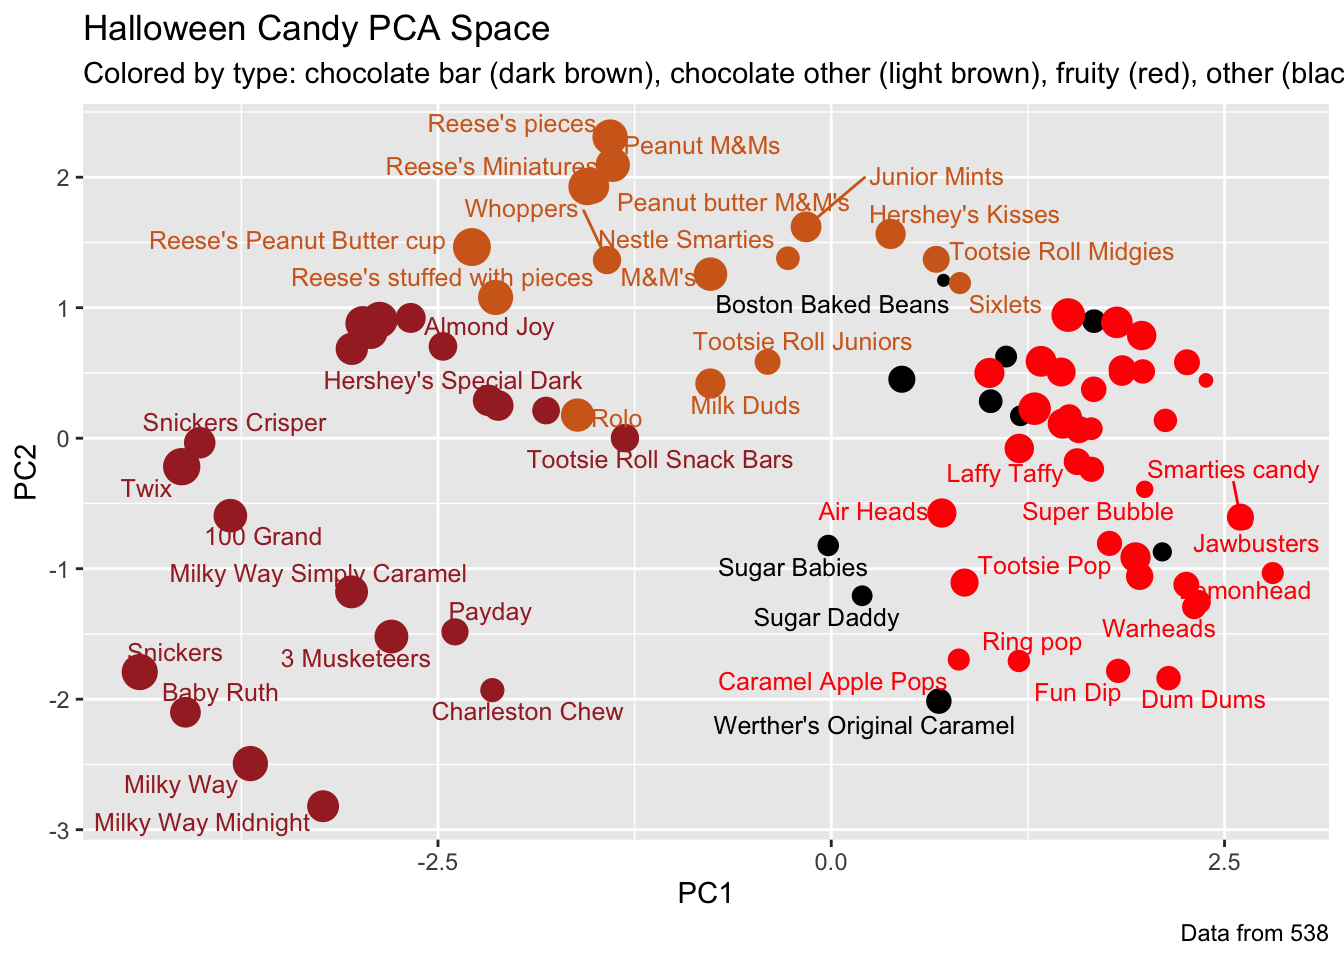 Halloween Candy PCA Space
Colored by type: chocolate bar (dark brown), chocolate other (light brown), fruity (red), other (blac
Reese's pieces
Peanut M&Ms
Reese's Miniatures
Junior Mints
Peanut butter M&M's
Whoppers
Hershey's Kisses
Reese's Peanut Butter cup
Nestle Smarties
Tootsie Roll Midgies
Reese's stuffed with pieces
M&M's
Boston Baked Beans
Sixlets
Almond Joy
Tootsie Roll Juniors
Hershey's Special Dark
Milk Duds
Snickers Crisper
Rolo
Tootsie Roll Snack Bars
Laffy Taffy
Smarties candy
Twix
Air Heads
Super Bubble
100 Grand
Jawbusters
Milky Way Simply Caramel
Sugar Babies
Tootsie Pop
Lemonhead
Payday
Sugar Daddy
Warheads
Snickers
3 Musketeers
Ring pop
Baby Ruth
Caramel Apple Pops
Fun Dip
Dum Dums
Charleston Chew
Werther's Original Caramel
Milky Way
Milky Way Midnight
2
1
0
-1
-2
-3
PC2
-2.5
0.0
2.5
PC1
Data from 538